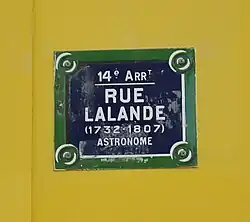 14e ARRT
RUE
LALANDE
(1732-1807)
ASTRONOME